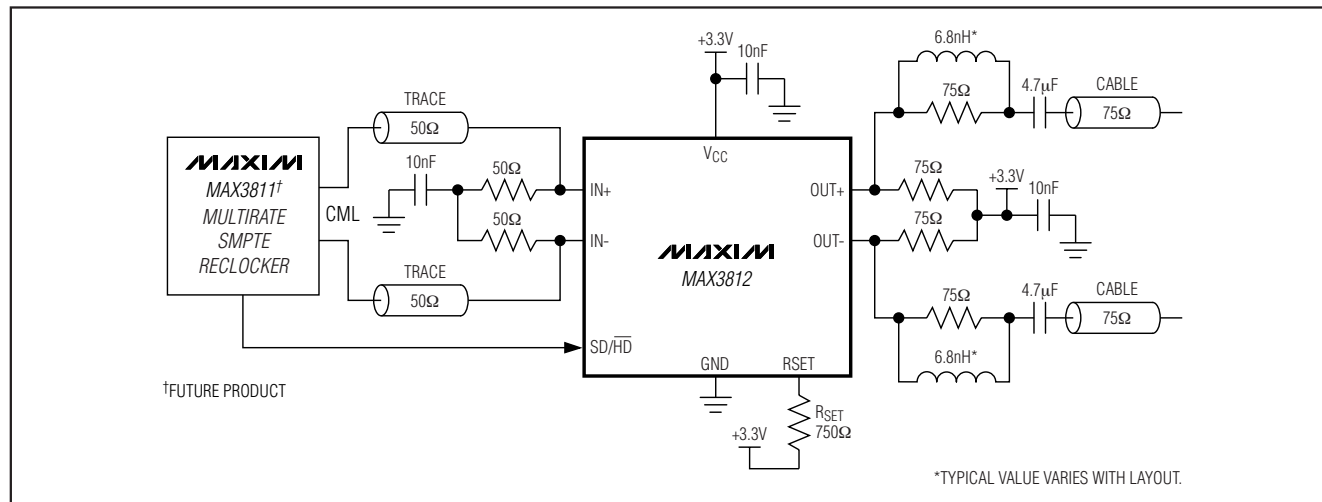 +3.3V
10nF
6.8nH*
75Ω
4.7µF
CABLE
75Ω
TRACE
50Ω
MAXIM
MAX3811†
MULTIRATE
SMPTE
RECLOCKER
CML
10nF
50Ω
50Ω
TRACE
50Ω
VCC
IN+
IN-
SD/H̅D̅
GND
RSET
OUT+
OUT-
MAXIM
MAX3812
75Ω
75Ω
+3.3V
10nF
75Ω
4.7µF
CABLE
75Ω
6.8nH*
RSET
750Ω
+3.3V
†FUTURE PRODUCT
*TYPICAL VALUE VARIES WITH LAYOUT.